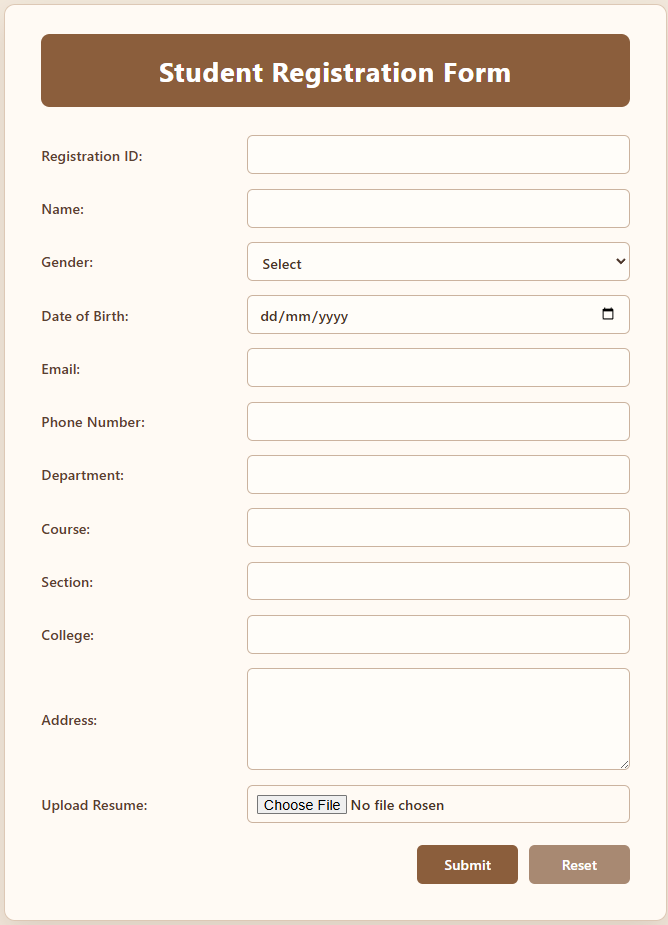 Student Registration Form
Registration ID:
Name:
Gender: Select
Date of Birth: dd/mm/yyyy
Email:
Phone Number:
Department:
Course:
Section:
College:
Address:
Upload Resume: Choose File No file chosen
Submit Reset